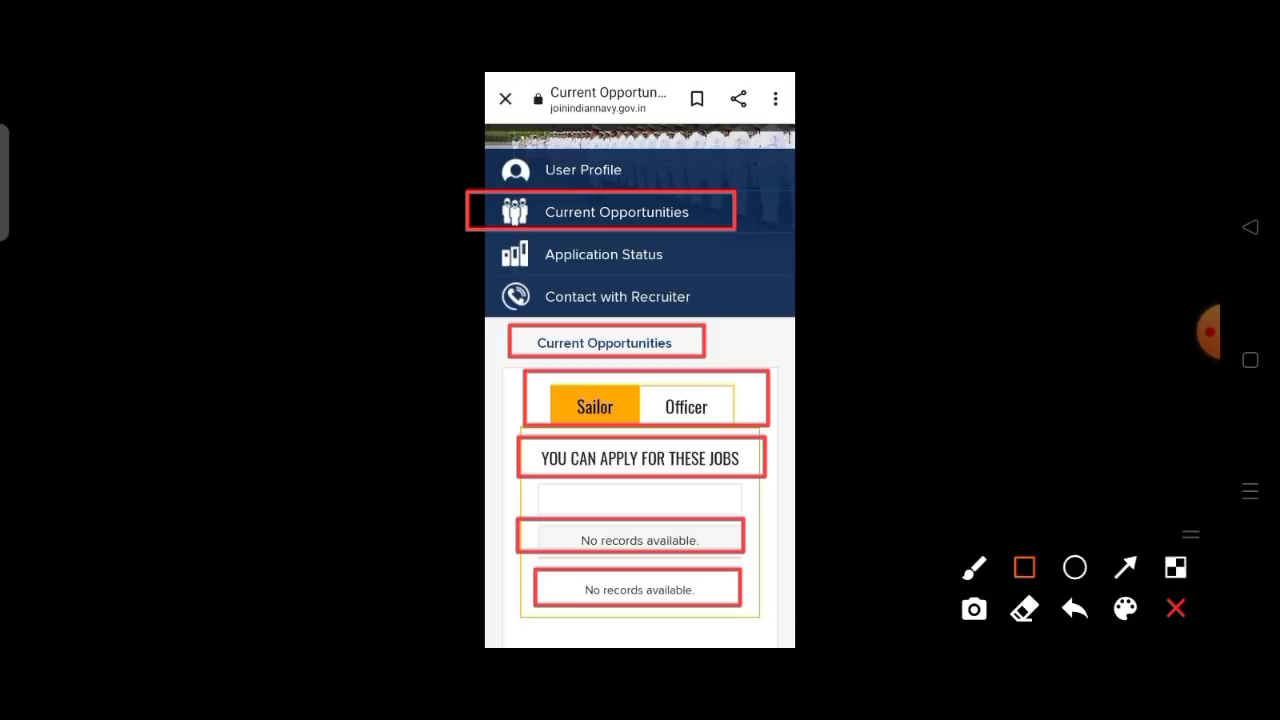 Current Opportun...
joinindiannavy.gov.in
User Profile
Current Opportunities
Application Status
Contact with Recruiter
Current Opportunities
Sailor Officer
YOU CAN APPLY FOR THESE JOBS
No records available.
No records available.